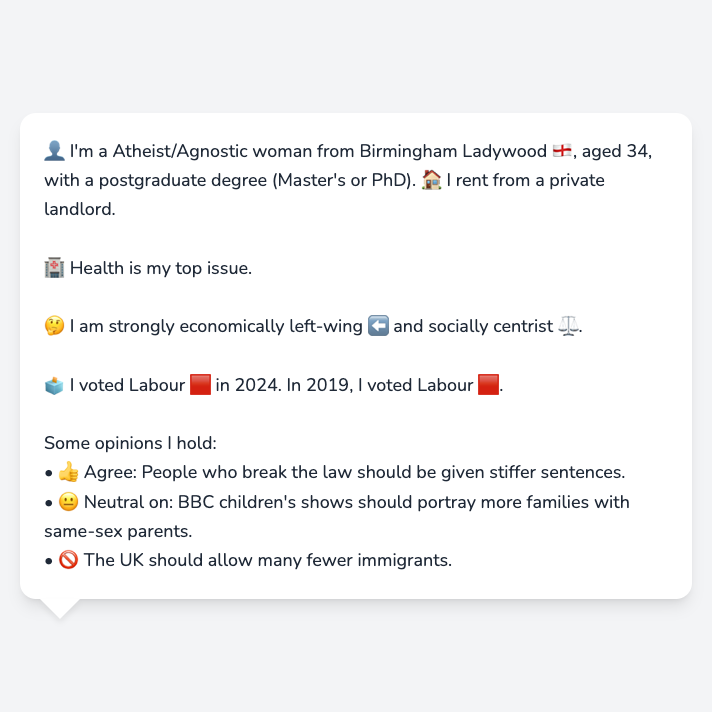 👤 I'm a Atheist/Agnostic woman from Birmingham Ladywood 🏴󠁧󠁢󠁥󠁮󠁧󠁿, aged 34,
with a postgraduate degree (Master's or PhD). 🏠 I rent from a private
landlord.
🏥 Health is my top issue.
🤔 I am strongly economically left-wing ⬅️ and socially centrist ⚖️.
🗳️ I voted Labour 🟥 in 2024. In 2019, I voted Labour 🟥.
Some opinions I hold:
• 👍 Agree: People who break the law should be given stiffer sentences.
• 😐 Neutral on: BBC children's shows should portray more families with
same-sex parents.
• 🚫 The UK should allow many fewer immigrants.